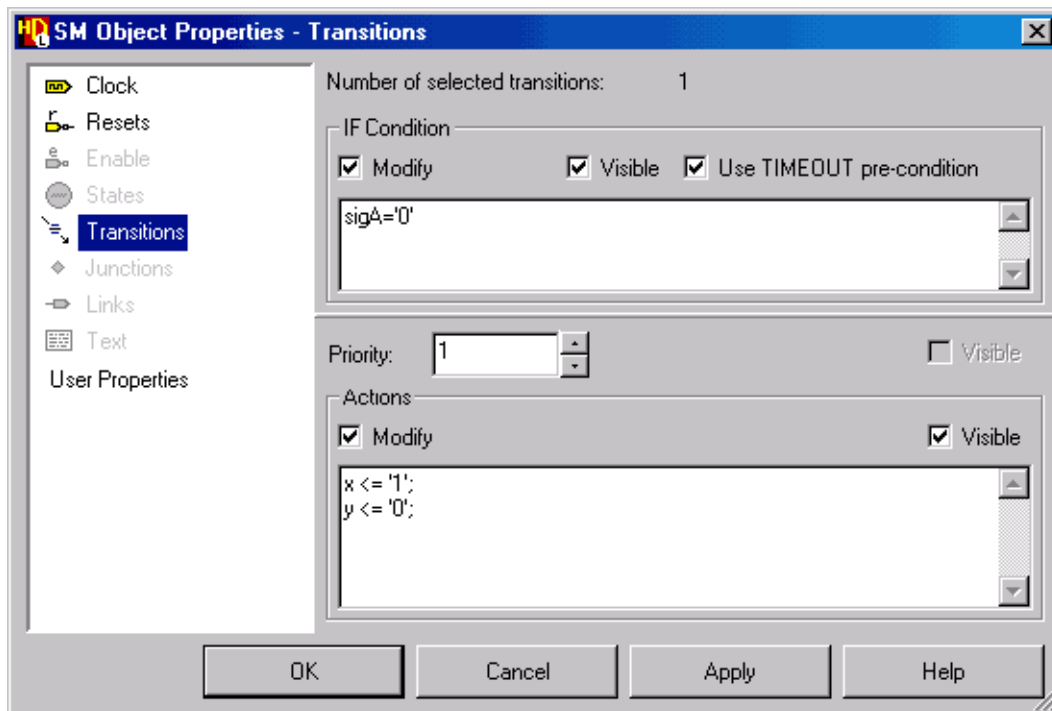 HDL SM Object Properties - Transitions
Clock
Resets
Enable
States
Transitions
Junctions
Links
Text
User Properties
Number of selected transitions: 1
IF Condition
Modify Visible Use TIMEOUT pre-condition
sigA='0'
Priority: 1 Visible
Actions
Modify Visible
x <= '1';
y <= '0';
OK Cancel Apply Help